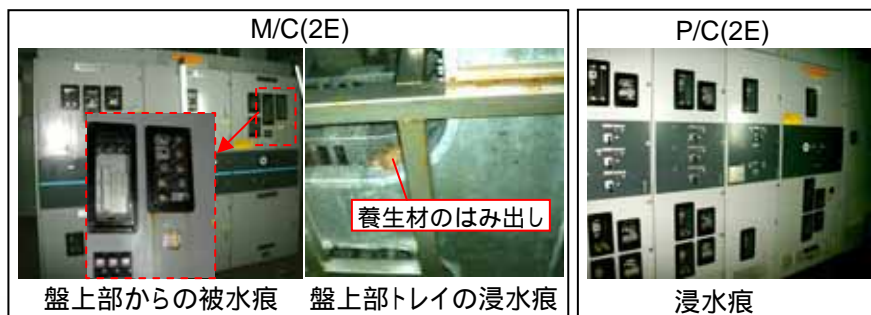 M/C(2E)
P/C(2E)
養生材のはみ出し
盤上部からの被水痕
盤上部トレイの浸水痕
浸水痕